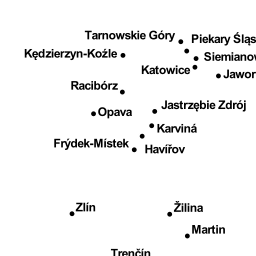 Tarnowskie Góry
Piekary Śląs
Kędzierzyn-Koźle
Siemianow
Katowice
Jawor
Racibórz
Jastrzębie Zdrój
Opava
Karviná
Frýdek-Místek
Havířov
Zlín
Žilina
Martin
Trenčín